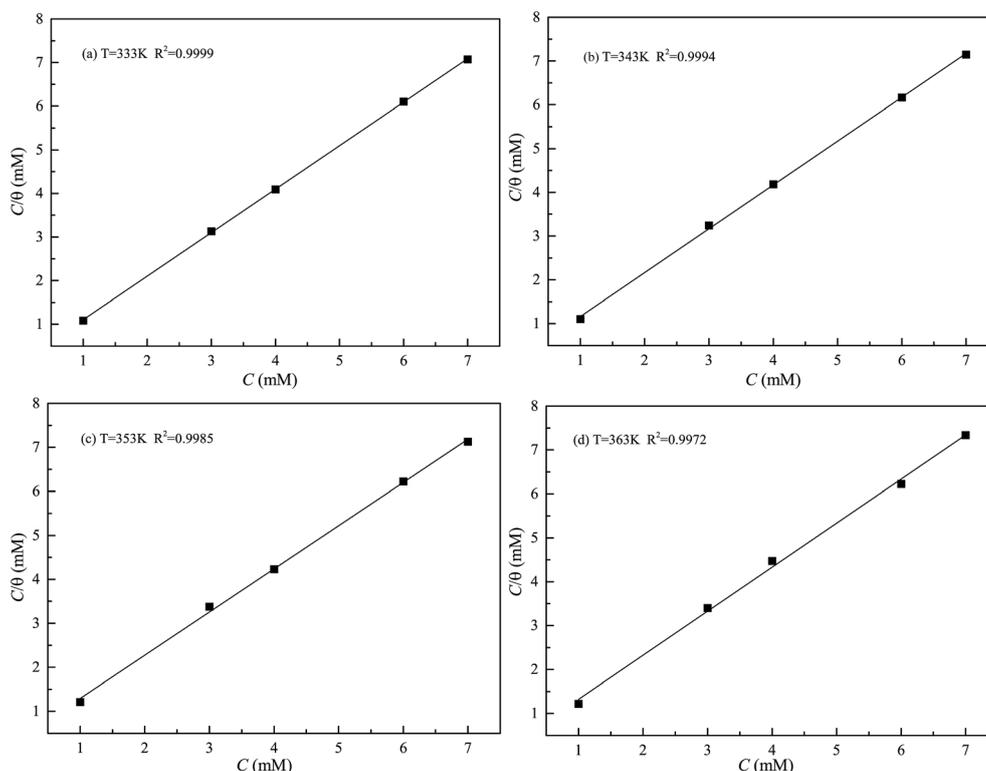 (a) T=333K R²=0.9999
C/θ (mM)
8
7
6
5
4
3
2
1
1 2 3 4 5 6 7
C (mM)
(b) T=343K R²=0.9994
C/θ (mM)
8
7
6
5
4
3
2
1
1 2 3 4 5 6 7
C (mM)
(c) T=353K R²=0.9985
C/θ (mM)
8
7
6
5
4
3
2
1
1 2 3 4 5 6 7
C (mM)
(d) T=363K R²=0.9972
C/θ (mM)
8
7
6
5
4
3
2
1
1 2 3 4 5 6 7
C (mM)